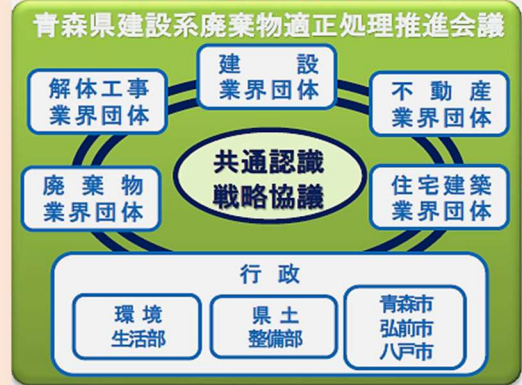 青森県建設系廃棄物適正処理推進会議
建設
業界団体
解体工事
業界団体
不動産
業界団体
共通認識
戦略協議
廃棄物
業界団体
住宅建築
業界団体
行政
環境
生活部
県土
整備部
青森市
弘前市
八戸市